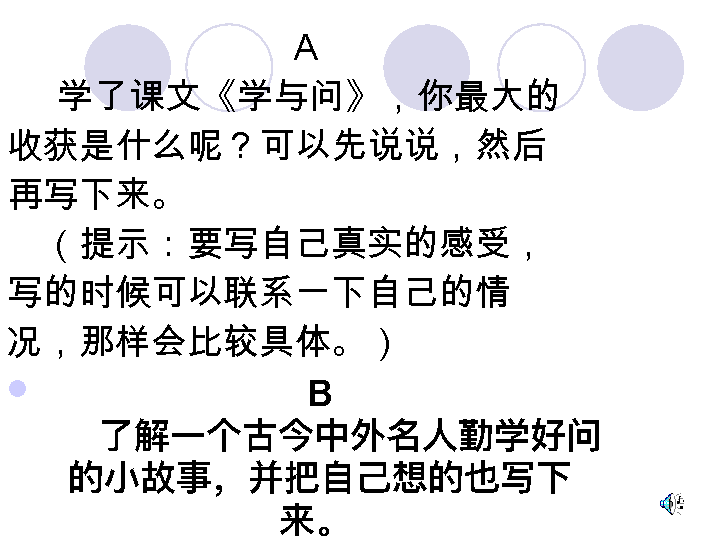 A
学了课文《学与问》，你最大的
收获是什么呢？可以先说说，然后
再写下来。
（提示：要写自己真实的感受，
写的时候可以联系一下自己的情
况，那样会比较具体。）
B
了解一个古今中外名人勤学好问
的小故事，并把自己想的也写下
来。